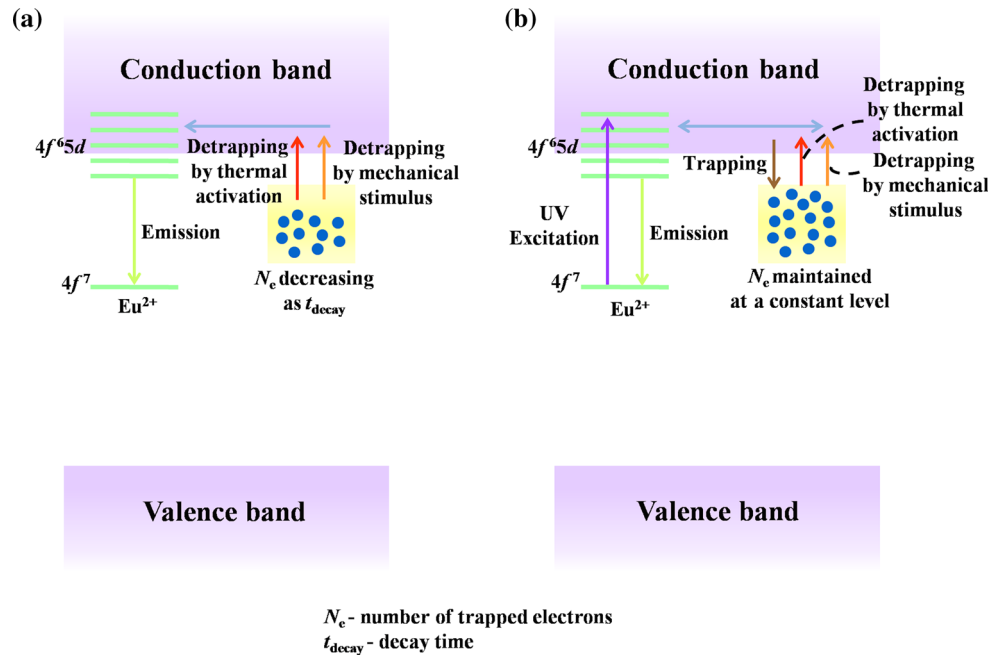 (a)
Conduction band
4f⁶5d
Detrapping
by thermal
activation
Detrapping
by mechanical
stimulus
Emission
4f⁷
Eu²⁺
Nₑ decreasing
as t_decay
Valence band
(b)
Conduction band
Detrapping
by thermal
activation
4f⁶5d
Trapping
Detrapping
by mechanical
stimulus
UV
Excitation
Emission
4f⁷
Eu²⁺
Nₑ maintained
at a constant level
Valence band
Nₑ - number of trapped electrons
t_decay - decay time